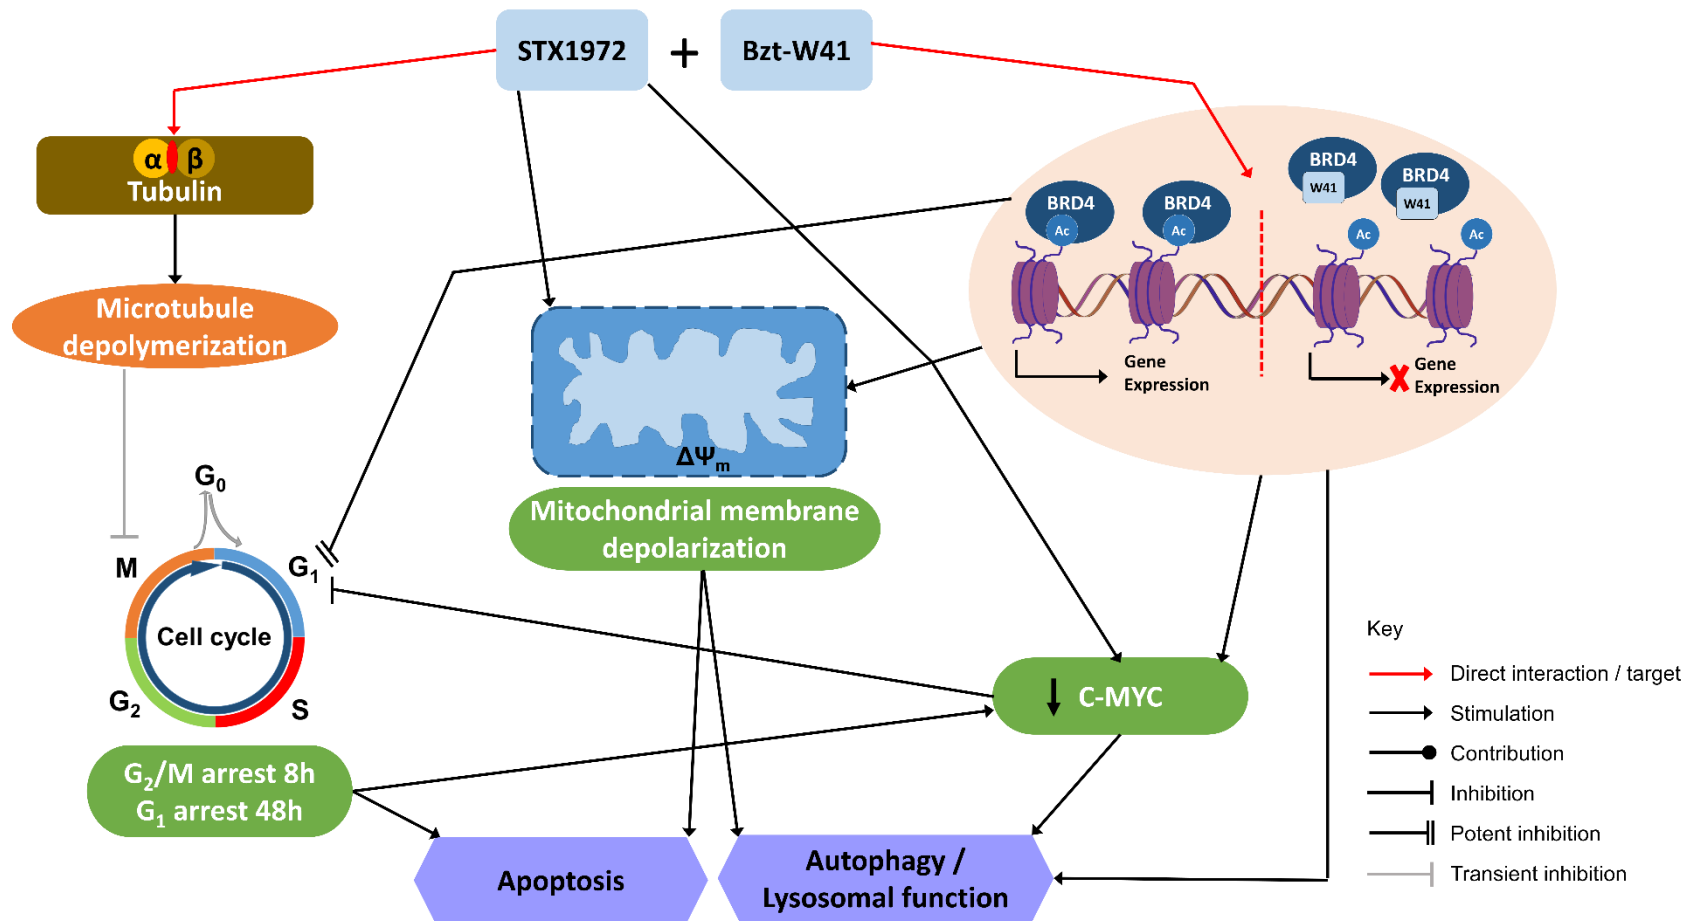 STX1972
+
Bzt-W41
α
β
Tubulin
Microtubule
depolymerization
BRD4
Ac
BRD4
Ac
BRD4
W41
BRD4
W41
Ac
Ac
Gene
Expression
Gene
Expression
ΔΨm
Mitochondrial membrane
depolarization
G0
M
G1
Cell cycle
G2
S
G2/M arrest 8h
G1 arrest 48h
C-MYC
Apoptosis
Autophagy /
Lysosomal function
Key
Direct interaction / target
Stimulation
Contribution
Inhibition
Potent inhibition
Transient inhibition